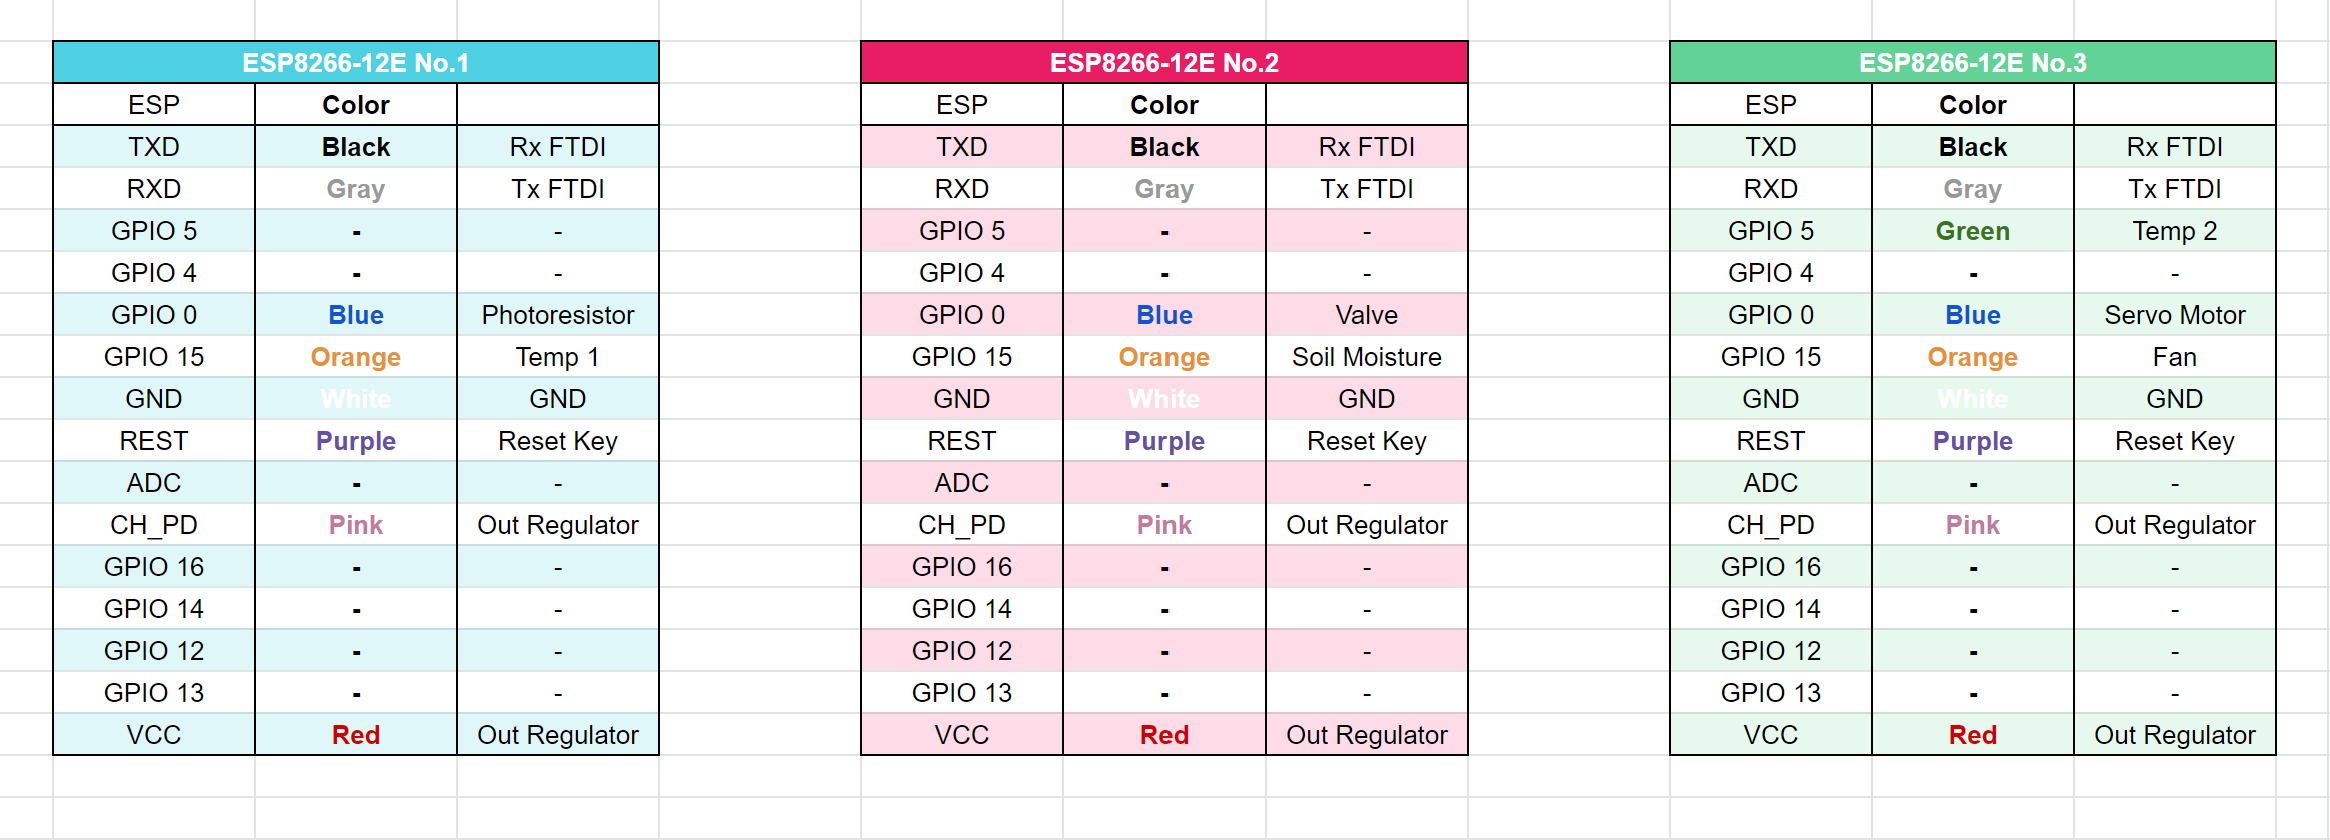 ESP8266-12E No.1
ESP Color
TXD Black Rx FTDI
RXD Gray Tx FTDI
GPIO 5 - -
GPIO 4 - -
GPIO 0 Blue Photoresistor
GPIO 15 Orange Temp 1
GND White GND
REST Purple Reset Key
ADC - -
CH_PD Pink Out Regulator
GPIO 16 - -
GPIO 14 - -
GPIO 12 - -
GPIO 13 - -
VCC Red Out Regulator
ESP8266-12E No.2
ESP Color
TXD Black Rx FTDI
RXD Gray Tx FTDI
GPIO 5 - -
GPIO 4 - -
GPIO 0 Blue Valve
GPIO 15 Orange Soil Moisture
GND White GND
REST Purple Reset Key
ADC - -
CH_PD Pink Out Regulator
GPIO 16 - -
GPIO 14 - -
GPIO 12 - -
GPIO 13 - -
VCC Red Out Regulator
ESP8266-12E No.3
ESP Color
TXD Black Rx FTDI
RXD Gray Tx FTDI
GPIO 5 Green Temp 2
GPIO 4 - -
GPIO 0 Blue Servo Motor
GPIO 15 Orange Fan
GND White GND
REST Purple Reset Key
ADC - -
CH_PD Pink Out Regulator
GPIO 16 - -
GPIO 14 - -
GPIO 12 - -
GPIO 13 - -
VCC Red Out Regulator